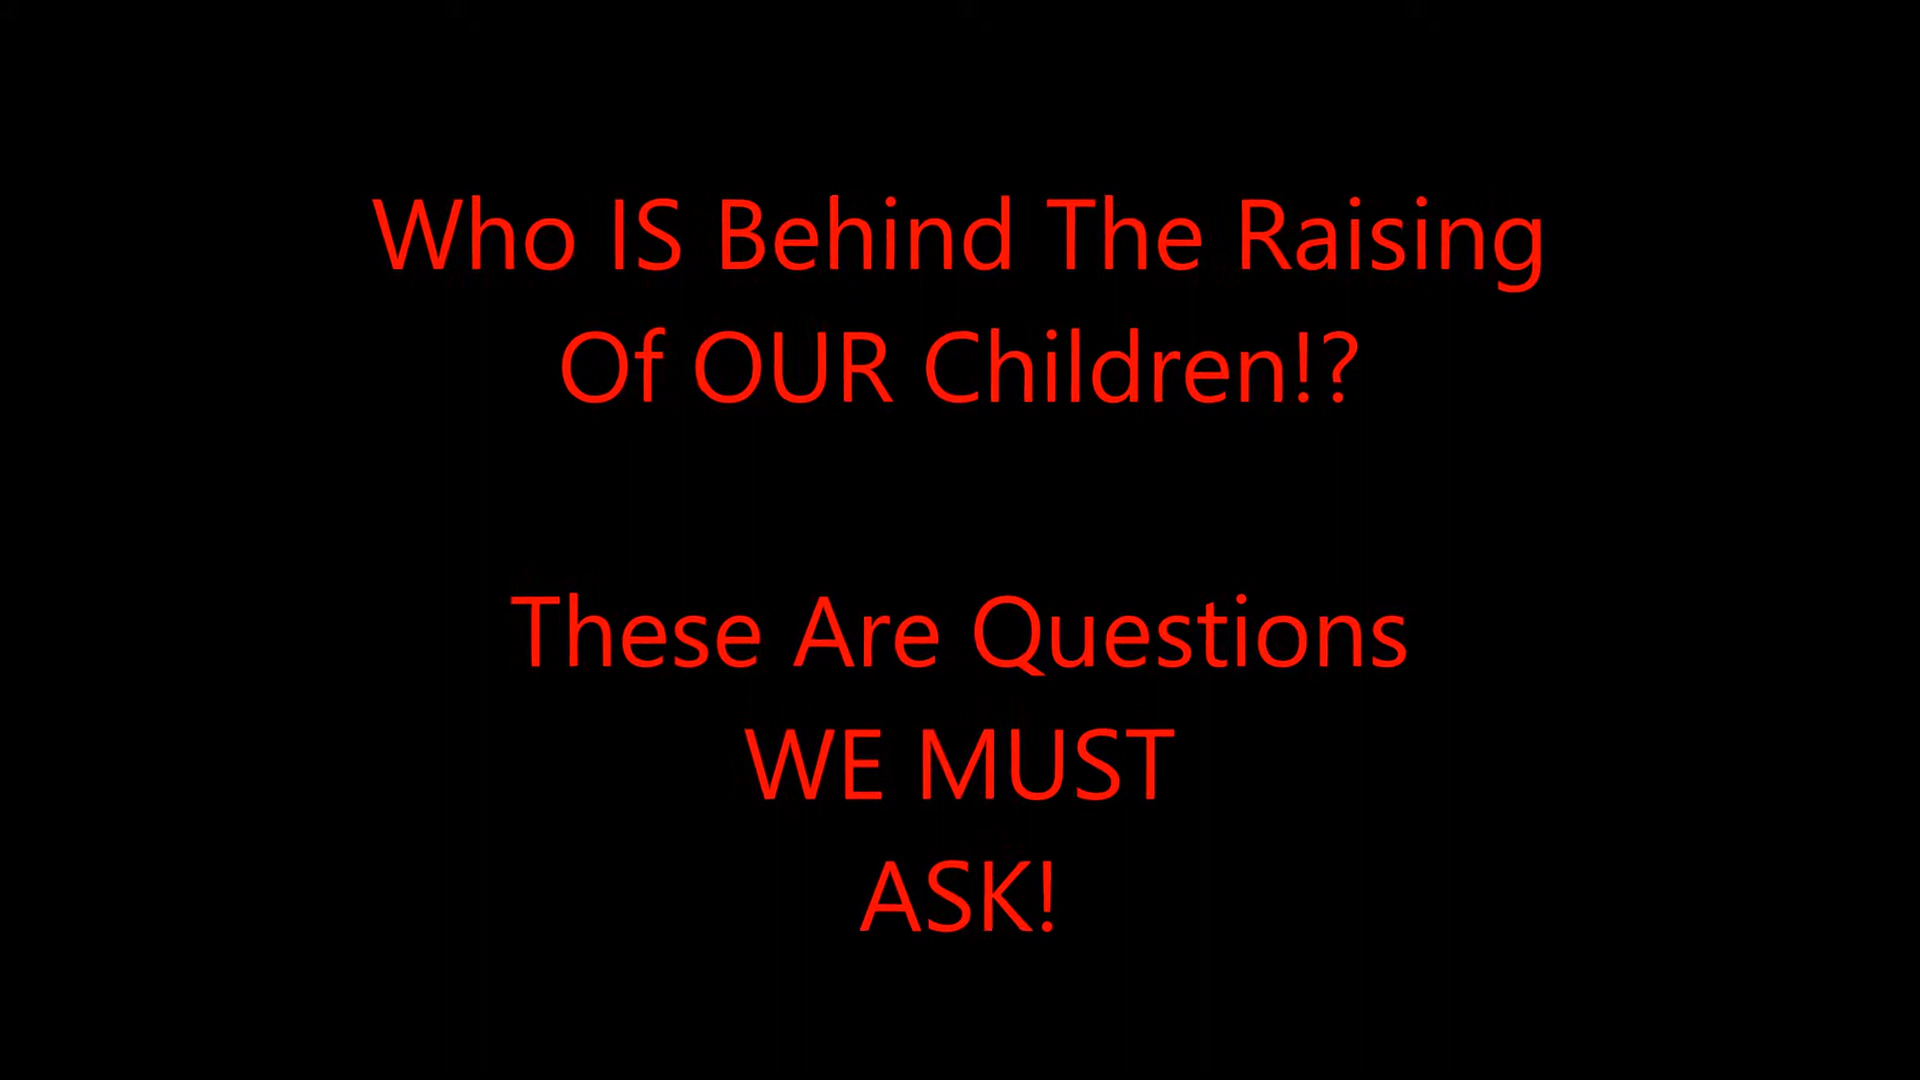 Who IS Behind The Raising
Of OUR Children!?
These Are Questions
WE MUST
ASK!